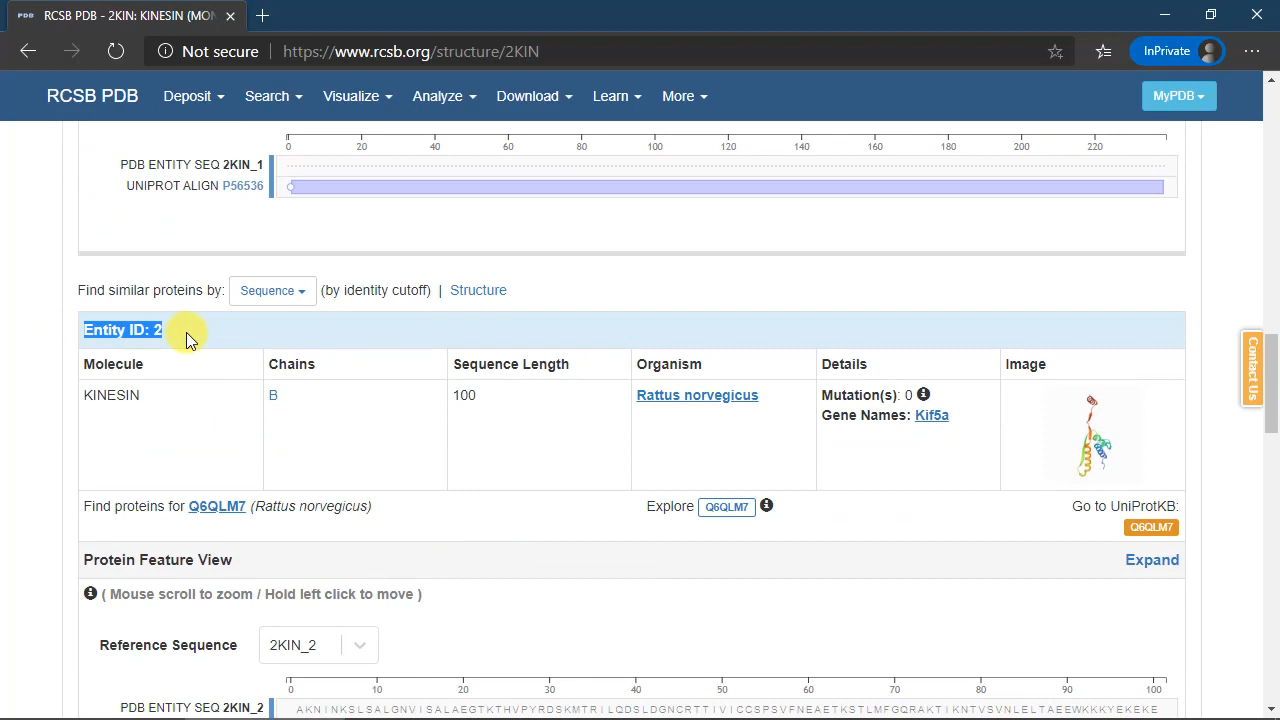 RCSB PDB - 2KIN: KINESIN (MON
Not secure https://www.rcsb.org/structure/2KIN InPrivate
RCSB PDB Deposit Search Visualize Analyze Download Learn More MyPDB
0 20 40 60 80 100 120 140 160 180 200 220
PDB ENTITY SEQ 2KIN_1
UNIPROT ALIGN P56536
Find similar proteins by: Sequence (by identity cutoff) | Structure
Entity ID: 2
Molecule Chains Sequence Length Organism Details Image
KINESIN B 100 Rattus norvegicus Mutation(s): 0
Gene Names: Kif5a
Find proteins for Q6QLM7 (Rattus norvegicus) Explore Q6QLM7 Go to UniProtKB:
Q6QLM7
Protein Feature View Expand
( Mouse scroll to zoom / Hold left click to move )
Reference Sequence 2KIN_2
0 10 20 30 40 50 60 70 80 90 100
PDB ENTITY SEQ 2KIN_2 AKNINKSLSALGNVISALAEGTKTHVPYRDSKMTRILQDSLDGNCRTTIVICCSPSVFNEAETKSTLMFGQRAKTIKNTVSVNLELTAEEWKKKYEKEKE
Contact Us